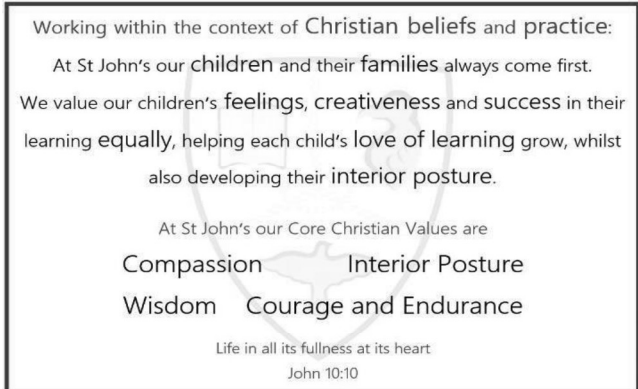 Working within the context of Christian beliefs and practice:
At St John's our children and their families always come first.
We value our children's feelings, creativeness and success in their
learning equally, helping each child's love of learning grow, whilst
also developing their interior posture.
At St John's our Core Christian Values are
Compassion Interior Posture
Wisdom Courage and Endurance
Life in all its fullness at its heart
John 10:10